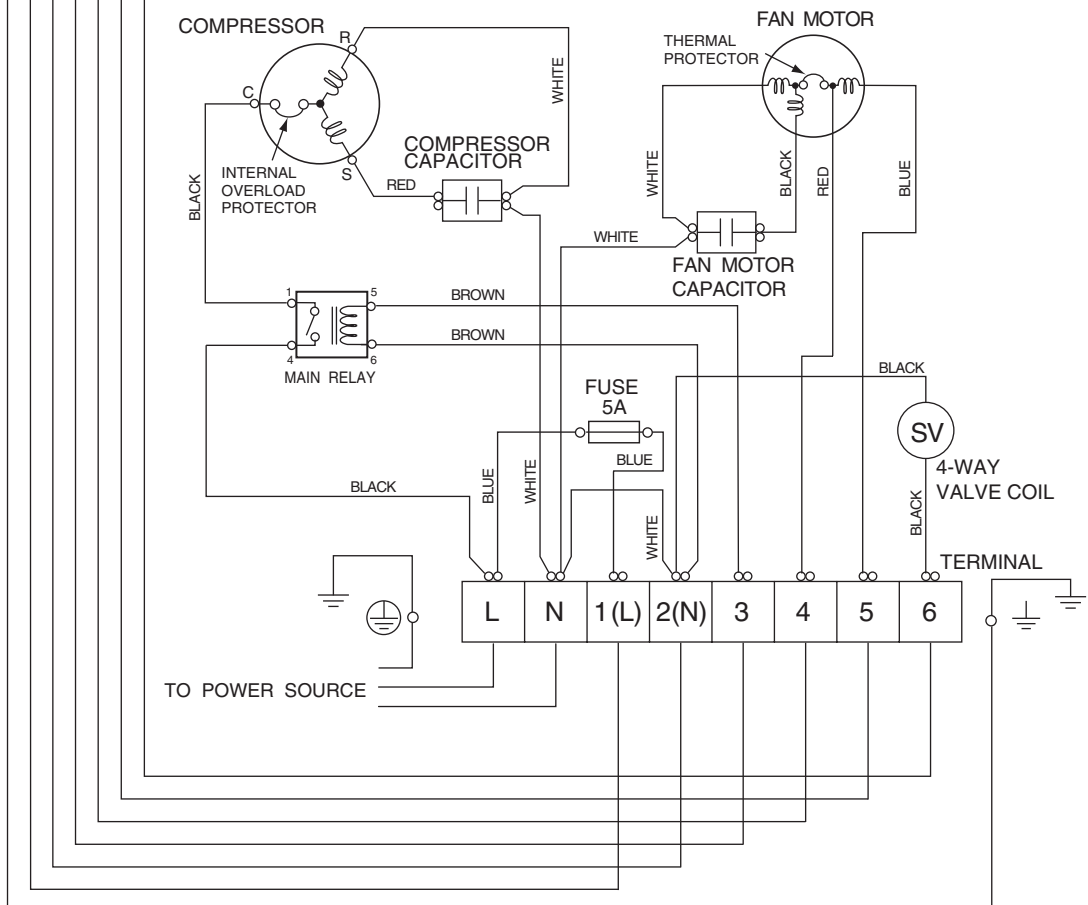 COMPRESSOR
FAN MOTOR
R
THERMAL
PROTECTOR
WHITE
C
COMPRESSOR
CAPACITOR
INTERNAL
OVERLOAD
PROTECTOR
S
RED
BLACK
WHITE
BLACK
RED
BLUE
WHITE
FAN MOTOR
CAPACITOR
1
5
BROWN
4
6
BROWN
MAIN RELAY
BLACK
FUSE
5A
SV
BLUE
4-WAY
VALVE COIL
BLACK
BLUE
WHITE
WHITE
BLACK
TERMINAL
L
N
1(L)
2(N)
3
4
5
6
TO POWER SOURCE